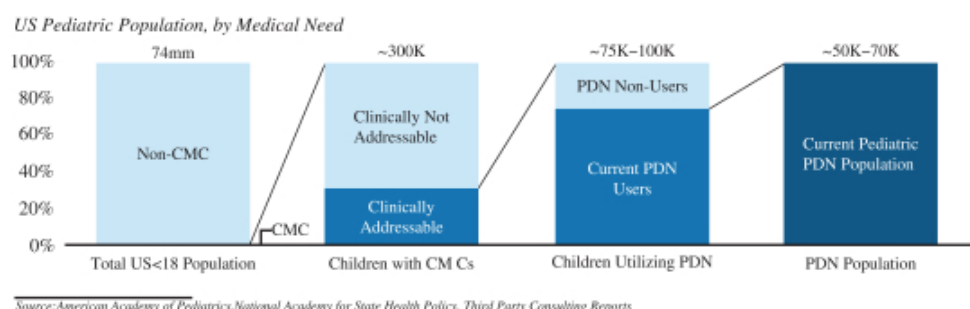 US Pediatric Population, by Medical Need
74mm
~300K
~75K–100K
~50K–70K
100%
80%
60%
40%
20%
0%
Non-CMC
CMC
Clinically Not
Addressable
Clinically
Addressable
PDN Non-Users
Current PDN
Users
Current Pediatric
PDN Population
Total US<18 Population
Children with CM Cs
Children Utilizing PDN
PDN Population
Source:American Academy of Pediatrics,National Academy for State Health Policy, Third Party Consulting Reports